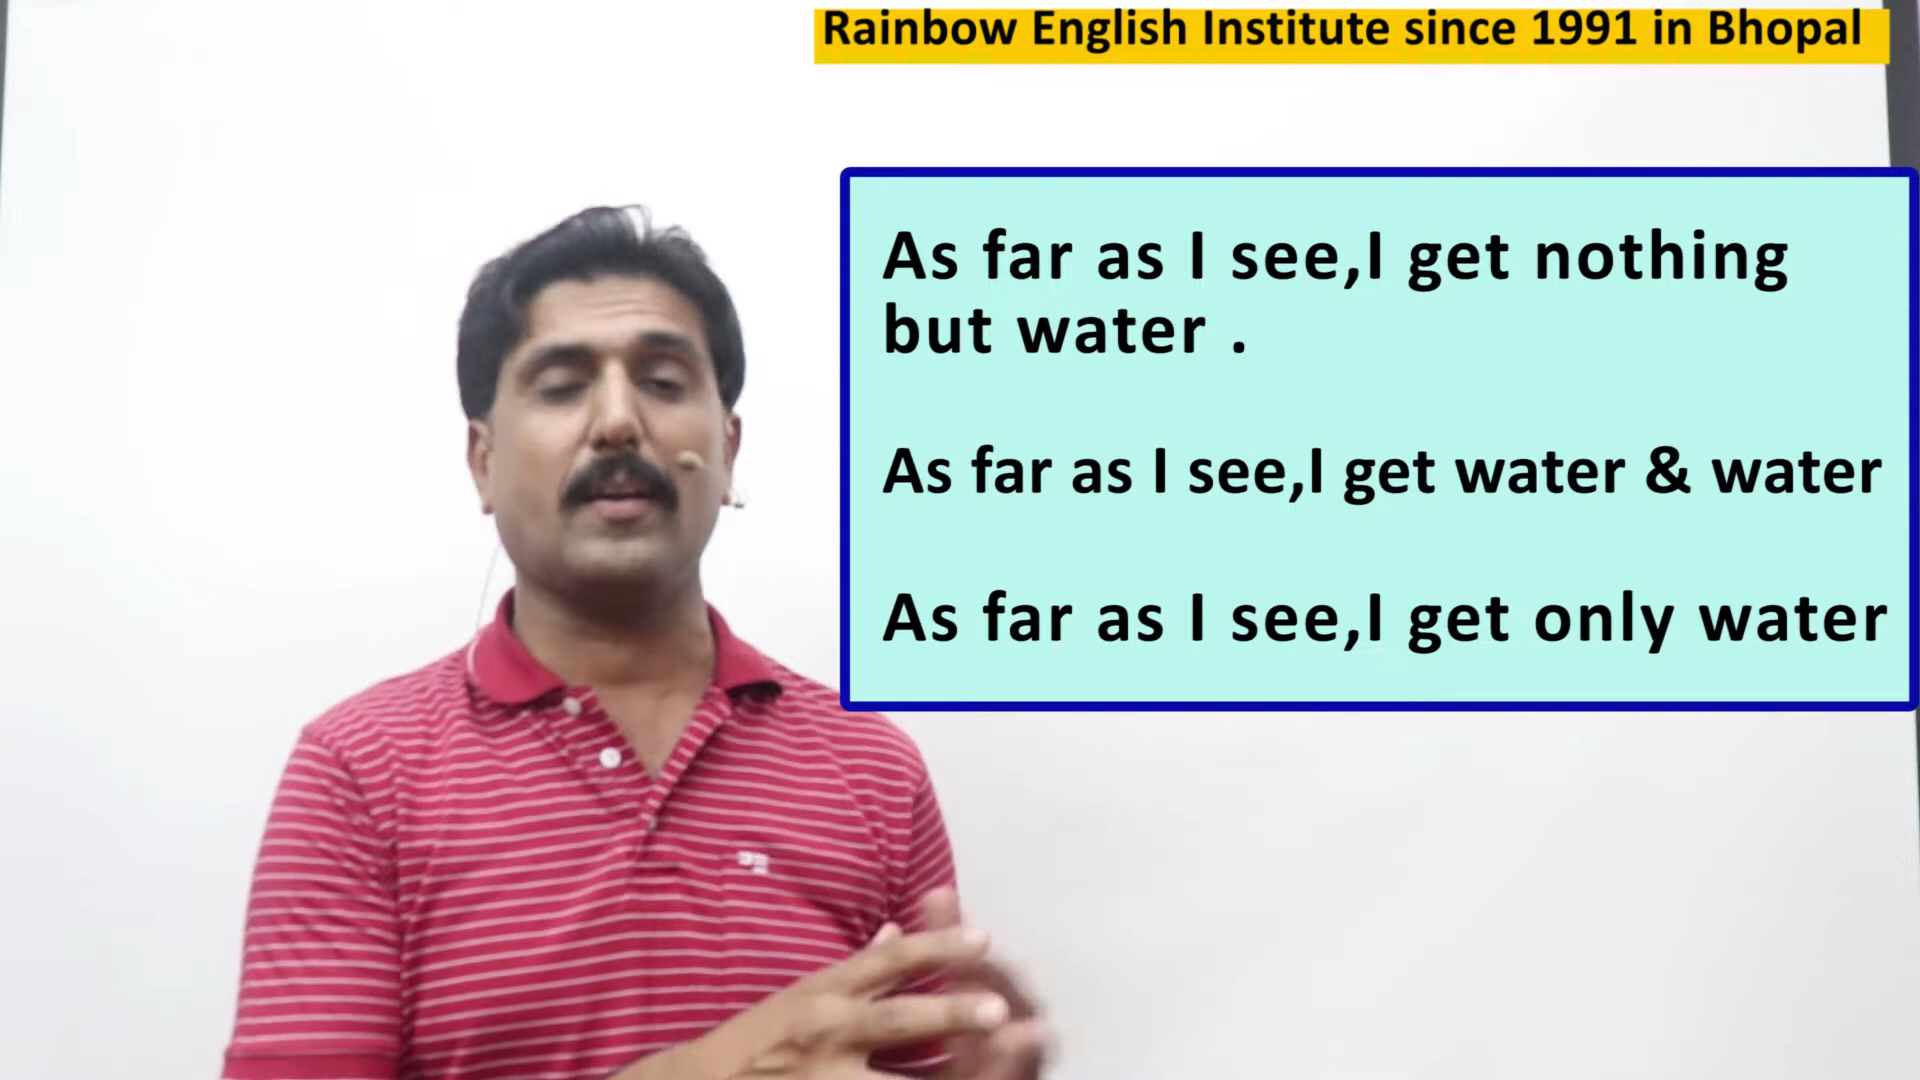 Rainbow English Institute since 1991 in Bhopal
As far as I see,I get nothing
but water .
As far as I see,I get water & water
As far as I see,I get only water